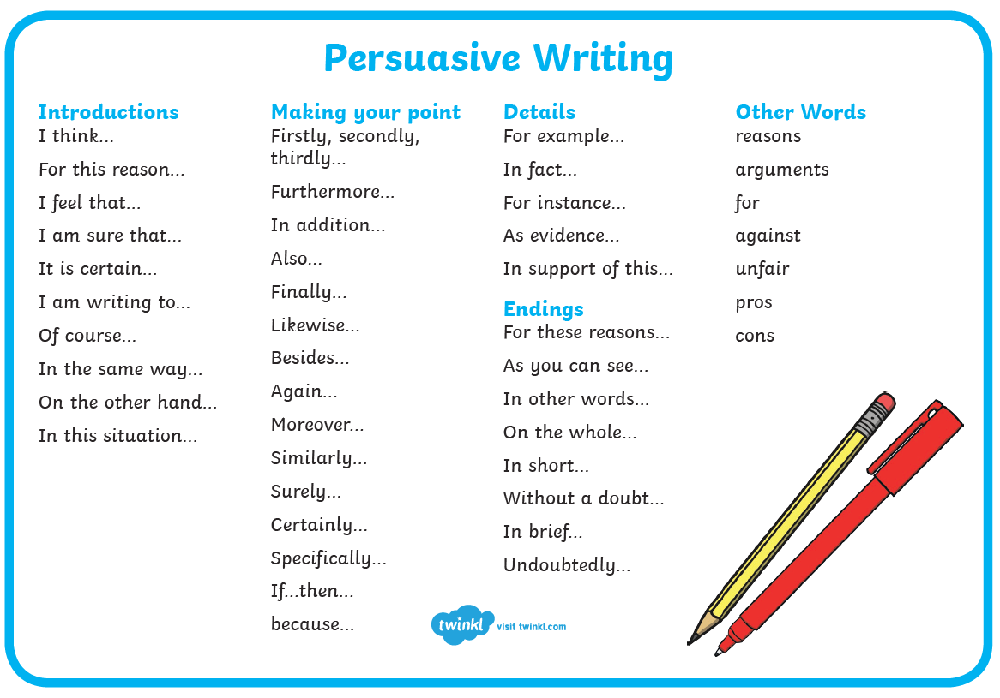 Persuasive Writing
Introductions
I think...
For this reason...
I feel that...
I am sure that...
It is certain...
I am writing to...
Of course...
In the same way...
On the other hand...
In this situation...
Making your point
Firstly, secondly,
thirdly...
Furthermore...
In addition...
Also...
Finally...
Likewise...
Besides...
Again...
Moreover...
Similarly...
Surely...
Certainly...
Specifically...
If...then...
because...
Details
For example...
In fact...
For instance...
As evidence...
In support of this...
Endings
For these reasons...
As you can see...
In other words...
On the whole...
In short...
Without a doubt...
In brief...
Undoubtedly...
Other Words
reasons
arguments
for
against
unfair
pros
cons
twinkl visit twinkl.com